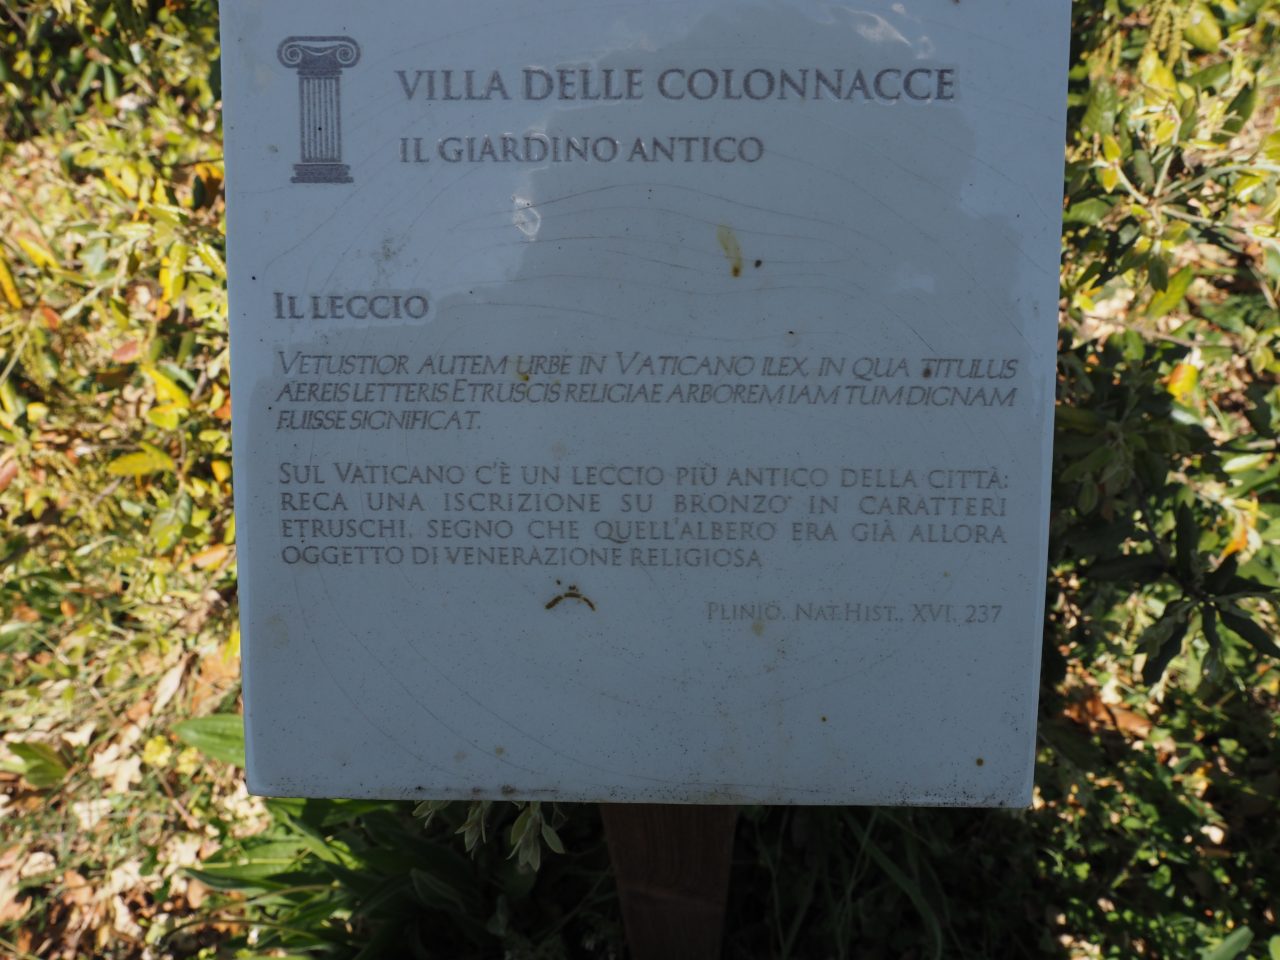 VILLA DELLE COLONNACCE
IL GIARDINO ANTICO
IL LECCIO
VETUSTIOR AUTEM URBE IN VATICANO ILEX, IN QUA TITULUS
AEREIS LETTERIS ETRUSCIS RELIGIAE ARBOREM IAM TUM DIGNAM
FUISSE SIGNIFICAT.
SUL VATICANO C'È UN LECCIO PIÙ ANTICO DELLA CITTÀ:
RECA UNA ISCRIZIONE SU BRONZO IN CARATTERI
ETRUSCHI, SEGNO CHE QUELL'ALBERO ERA GIÀ ALLORA
OGGETTO DI VENERAZIONE RELIGIOSA
PLINIO, NAT.HIST., XVI, 237